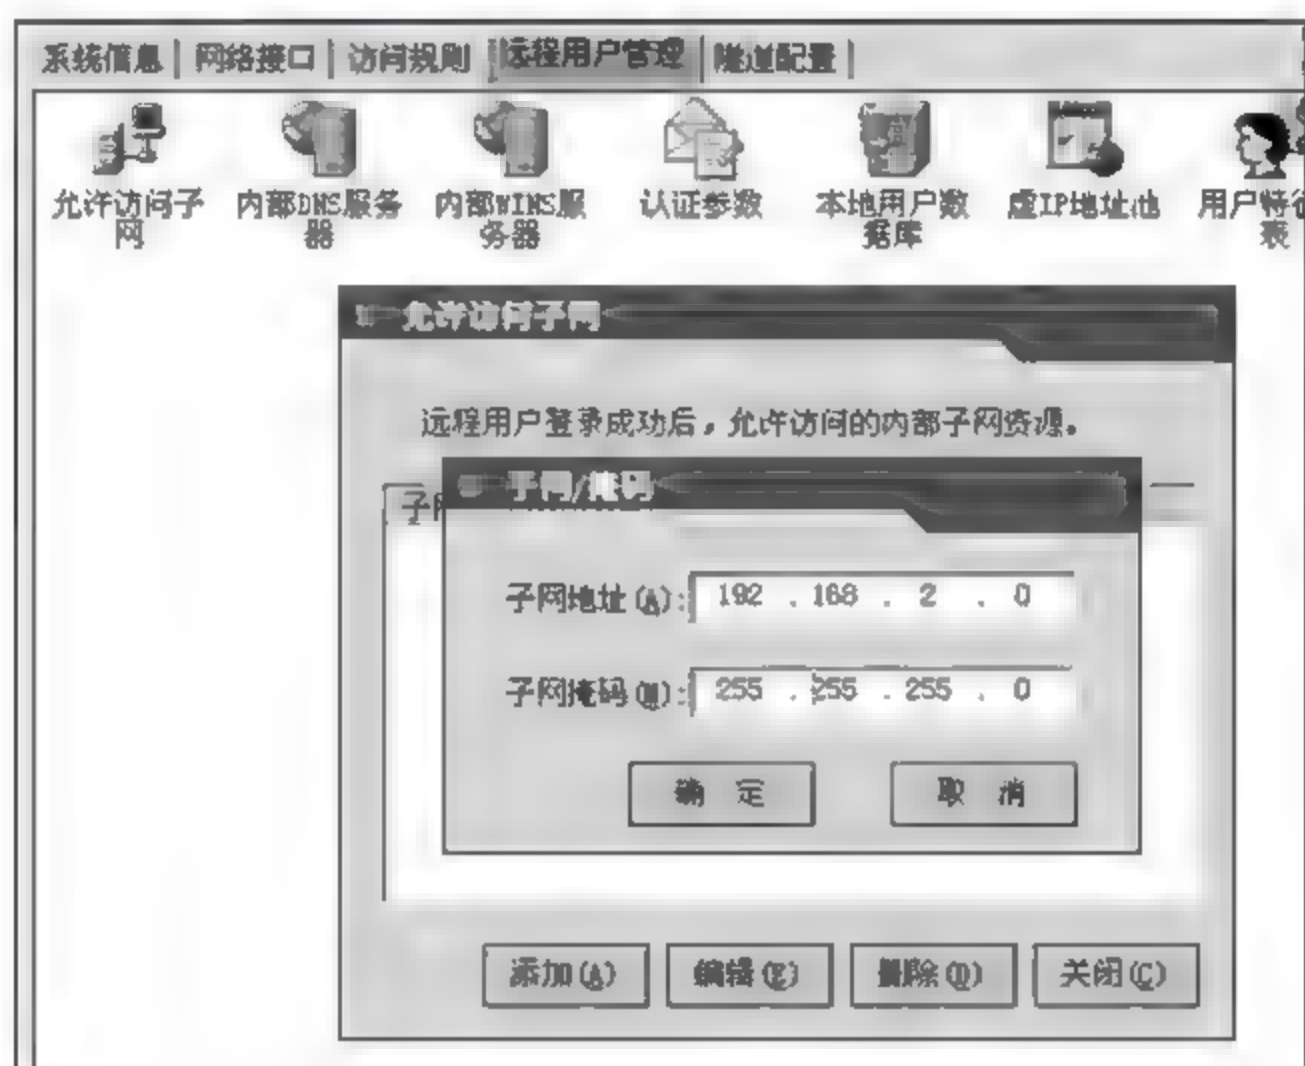 系统信息 网络接口 访问规则 远程用户管理 隧道配置
允许访问子网
内部DNS服务器
内部WINS服务器
认证参数
本地用户数据库
虚IP地址池
用户特征表
允许访问子网
远程用户登录成功后，允许访问的内部子网资源。
子网/掩码
子网地址(A): 192 . 168 . 2 . 0
子网掩码(M): 255 . 255 . 255 . 0
确 定 取 消
添加(A) 编辑(E) 删除(D) 关闭(C)